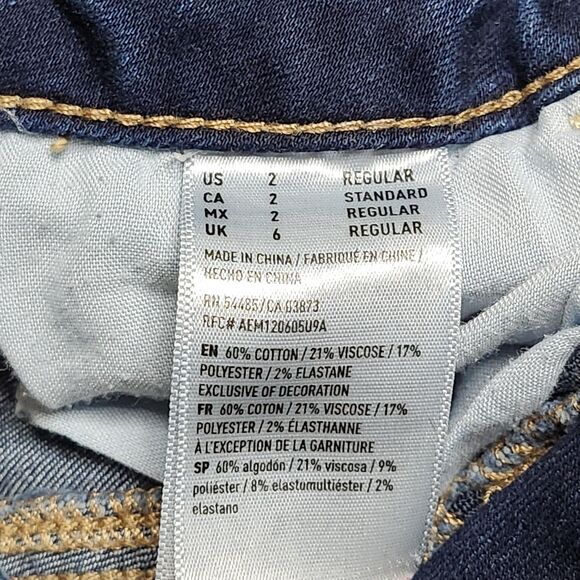 US 2 REGULAR
CA 2 STANDARD
MX 2 REGULAR
UK 6 REGULAR
MADE IN CHINA / FABRIQUÉ EN CHINE /
HECHO EN CHINA
RN 54485/CA 03873
RFC# AEM120605U9A
EN 60% COTTON / 21% VISCOSE / 17%
POLYESTER / 2% ELASTANE
EXCLUSIVE OF DECORATION
FR 60% COTON / 21% VISCOSE / 17%
POLYESTER / 2% ÉLASTHANNE
À L'EXCEPTION DE LA GARNITURE
SP 60% algodón / 21% viscosa / 9%
poliéster / 8% elastomultiéster / 2%
elastano